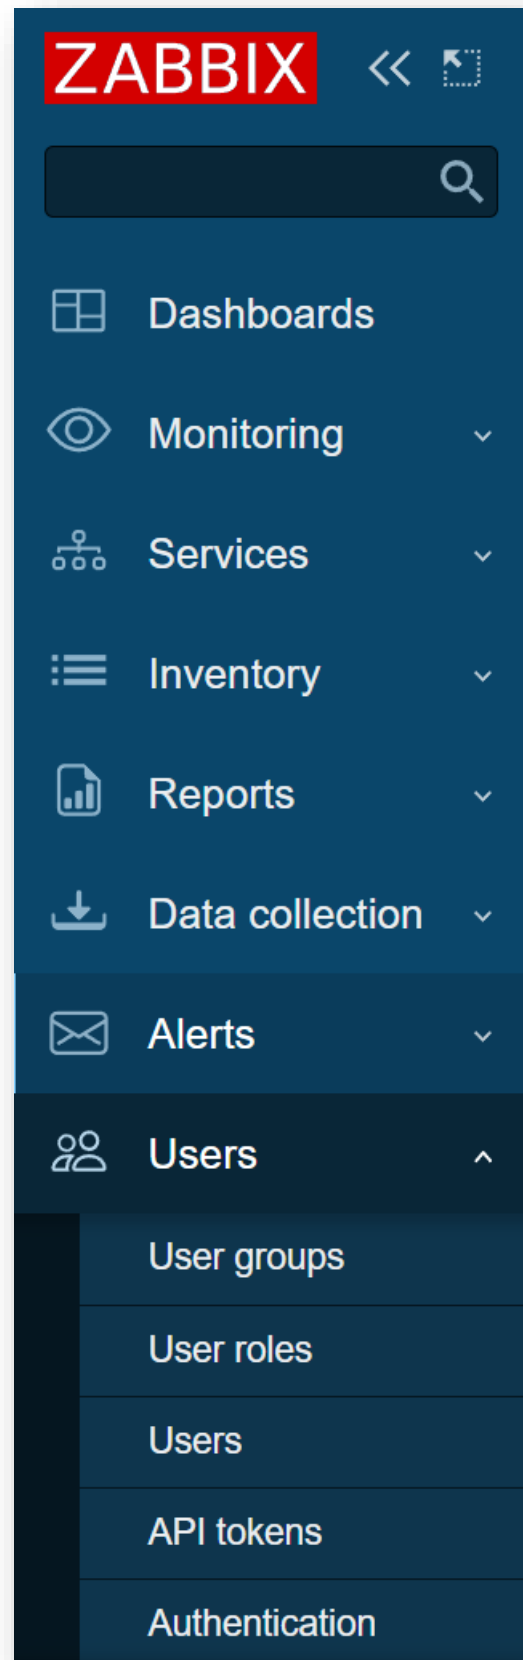 ZABBIX
Dashboards
Monitoring
Services
Inventory
Reports
Data collection
Alerts
Users
User groups
User roles
Users
API tokens
Authentication